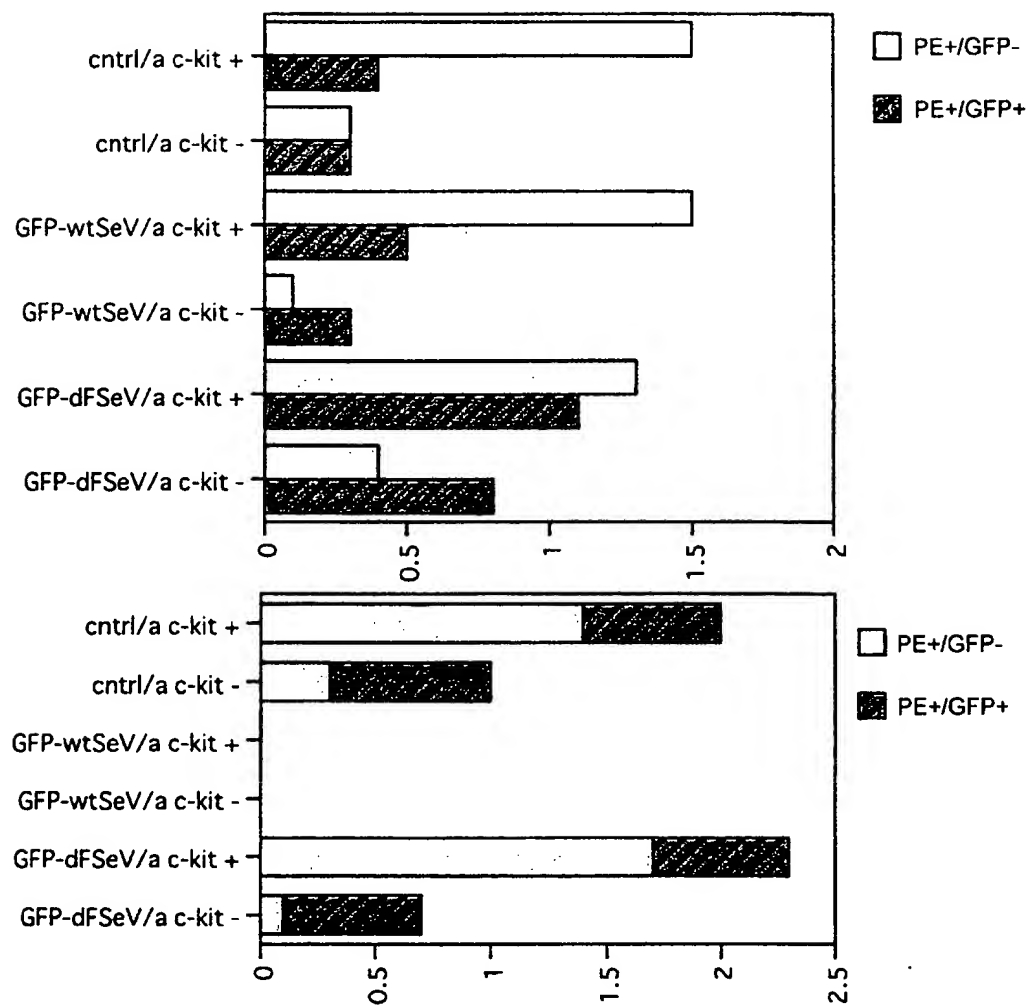 cntrl/a c-kit +
cntrl/a c-kit -
GFP-wtSeV/a c-kit +
GFP-wtSeV/a c-kit -
GFP-dFSeV/a c-kit +
GFP-dFSeV/a c-kit -
0 0.5 1 1.5 2
PE+/GFP-
PE+/GFP+
cntrl/a c-kit +
cntrl/a c-kit -
GFP-wtSeV/a c-kit +
GFP-wtSeV/a c-kit -
GFP-dFSeV/a c-kit +
GFP-dFSeV/a c-kit -
0 0.5 1 1.5 2 2.5
PE+/GFP-
PE+/GFP+